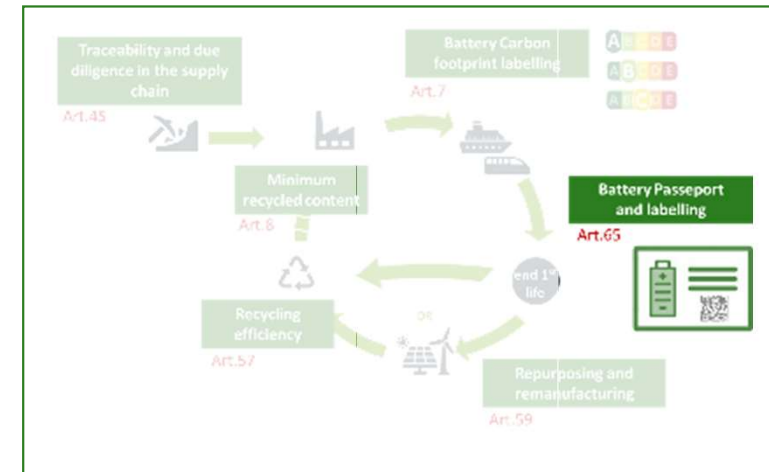 Traceability and due
diligence in the supply
chain
Art.45
Battery Carbon
footprint labelling
Art.7
A B C D E
A B C D E
A B C D E
Minimum
recycled content
Art.8
Battery Passeport
and labelling
Art.65
end 1st
life
OR
Recycling
efficiency
Art.57
Repurposing and
remanufacturing
Art.59